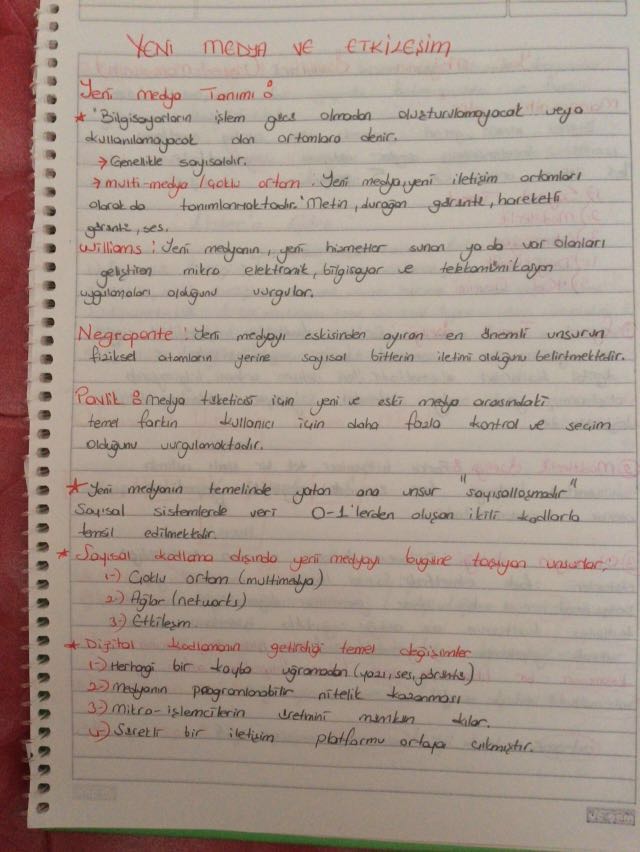 YENİ MEDYA VE ETKİLEŞİM
Yeni medya Tanımı :
* "Bilgisayarların işlem gücü olmadan oluşturulamayacak veya
kullanılamayacak olan ortamlara denir.
→ Genellikle sayısaldır.
→ multi-medya / Çoklu ortam. Yeni medya, yeni iletişim ortamları
olarak da tanımlanmaktadır. Metin, durağan görüntü, hareketli
görüntü, ses.
Williams : Yeni medyanın, yeni hizmetler sunan ya da var olanları
geliştiren mikro elektronik, bilgisayar ve telekomünikasyon
uygulamaları olduğunu vurgular.
Negroponte : Yeni medyayı eskisinden ayıran en önemli unsurun
fiziksel atomların yerine sayısal bitlerin iletimi olduğunu belirtmektedir.
Pavlik : medya tüketicisi için yeni ve eski medya arasındaki
temel farkın kullanıcı için daha fazla kontrol ve seçim
olduğunu vurgulamaktadır.
* Yeni medyanın temelinde yatan ana unsur "sayısallaşmadır"
Sayısal sistemlerde veri 0-1'lerden oluşan ikili kodlarla
temsil edilmektedir.
* Sayısal kodlama dışında yeni medyayı bugüne taşıyan unsurlar;
1-) Çoklu ortam (multimedya)
2-) Ağlar (networks)
3-) Etkileşim
* Dijital kodlamanın getirdiği temel değişimler
1-) Herhagi bir kayba uğramadan (yazı, ses, görüntü)
2-) Medyanın programlanabilir nitelik kazanması
3-) Mikro-işlemcilerin üretimini mümkün kılar.
4-) Sürekli bir iletişim platformu ortaya çıkmıştır.